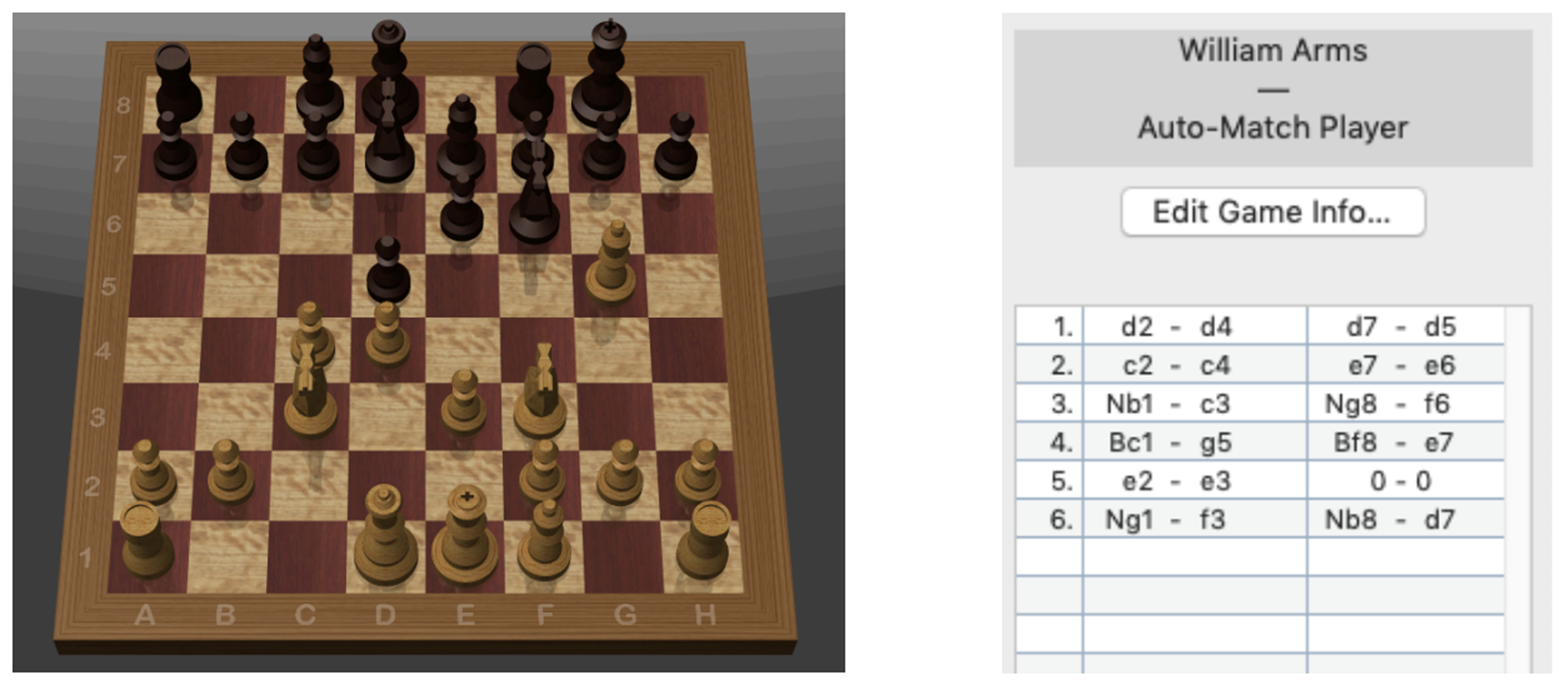 8
7
6
5
4
3
2
1
A B C D E F G H
William Arms
—
Auto-Match Player
Edit Game Info...
1. d2 - d4 d7 - d5
2. c2 - c4 e7 - e6
3. Nb1 - c3 Ng8 - f6
4. Bc1 - g5 Bf8 - e7
5. e2 - e3 0 - 0
6. Ng1 - f3 Nb8 - d7